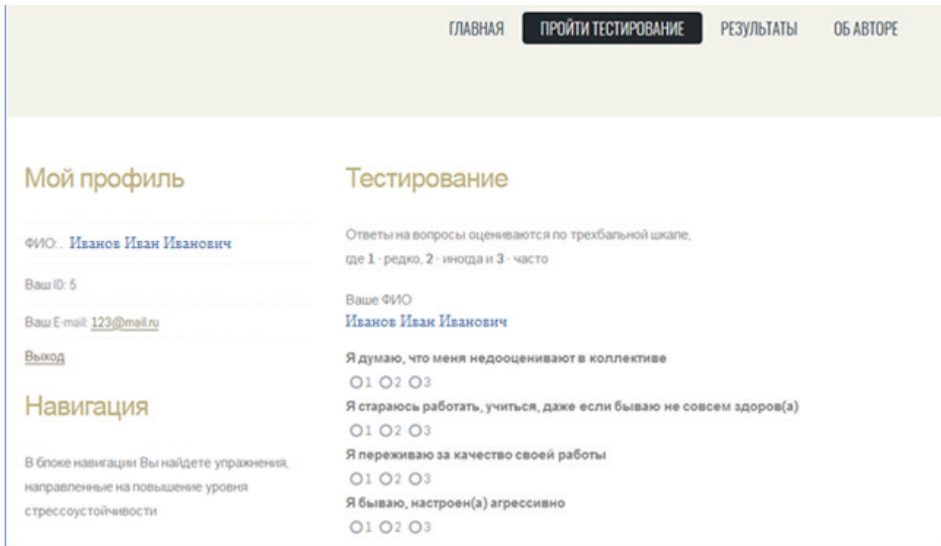 ГЛАВНАЯ ПРОЙТИ ТЕСТИРОВАНИЕ РЕЗУЛЬТАТЫ ОБ АВТОРЕ
Мой профиль
ФИО:.. Иванов Иван Иванович
Ваш ID: 5
Ваш E-mail: 123@mail.ru
Выход
Навигация
В блоке навигации Вы найдете упражнения,
направленные на повышение уровня
стрессоустойчивости
Тестирование
Ответы на вопросы оцениваются по трехбальной шкале,
где 1 - редко, 2 - иногда и 3 - часто
Ваше ФИО
Иванов Иван Иванович
Я думаю, что меня недооценивают в коллективе
1 2 3
Я стараюсь работать, учиться, даже если бываю не совсем здоров(а)
1 2 3
Я переживаю за качество своей работы
1 2 3
Я бываю, настроен(а) агрессивно
1 2 3